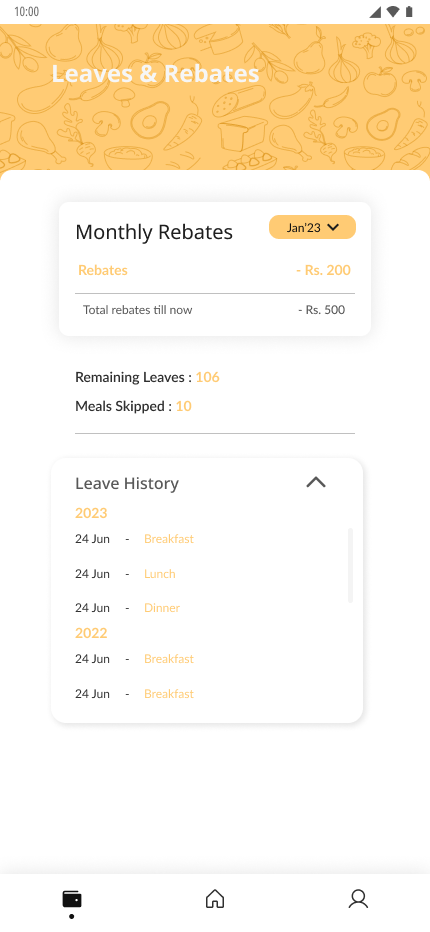 10:00
Leaves & Rebates
Monthly Rebates
Jan'23
Rebates - Rs. 200
Total rebates till now - Rs. 500
Remaining Leaves : 106
Meals Skipped : 10
Leave History
2023
24 Jun - Breakfast
24 Jun - Lunch
24 Jun - Dinner
2022
24 Jun - Breakfast
24 Jun - Breakfast